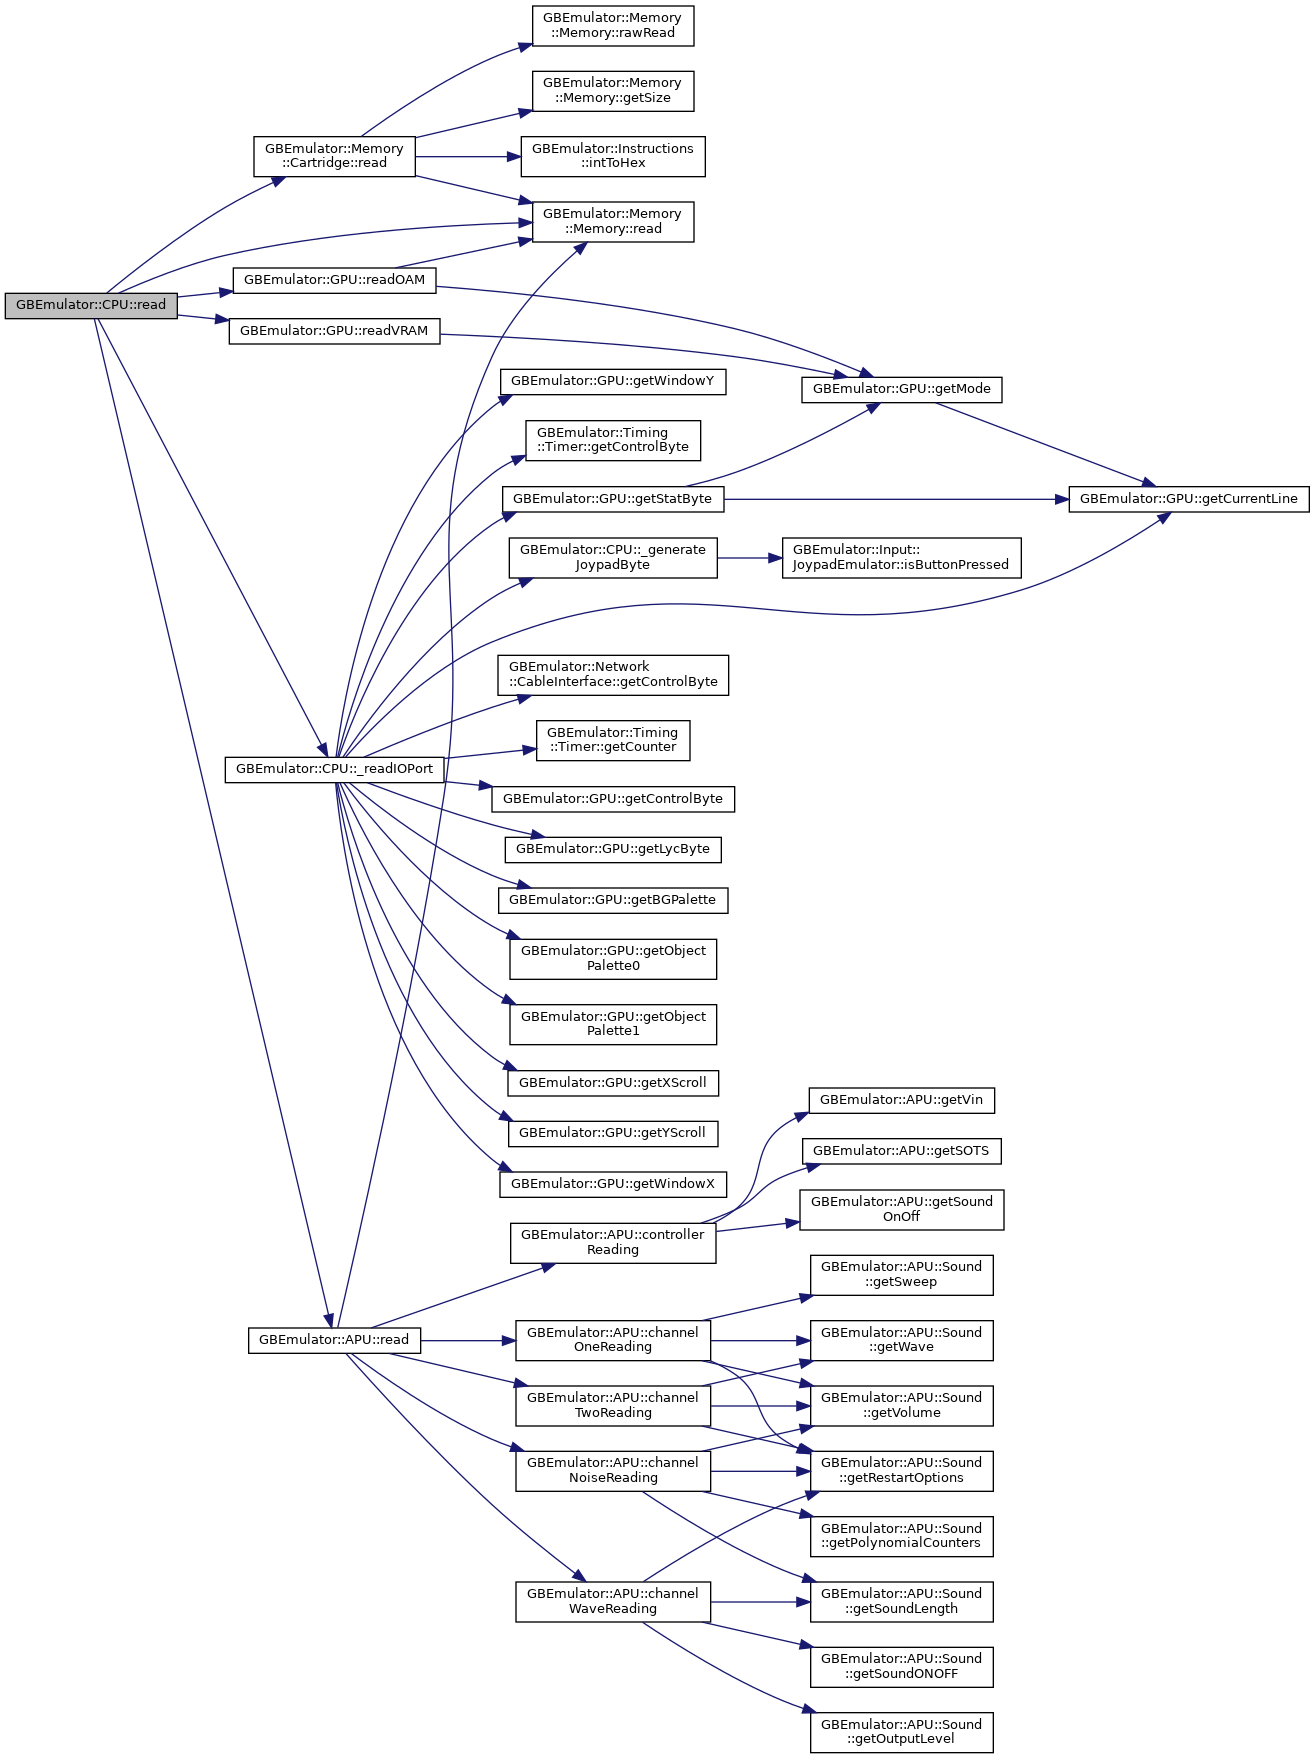 GBEmulator::Memory
::Memory::rawRead
GBEmulator::Memory
::Memory::getSize
GBEmulator::Memory
::Cartridge::read
GBEmulator::Instructions
::intToHex
GBEmulator::Memory
::Memory::read
GBEmulator::GPU::readOAM
GBEmulator::CPU::read
GBEmulator::GPU::readVRAM
GBEmulator::GPU::getWindowY
GBEmulator::GPU::getMode
GBEmulator::Timing
::Timer::getControlByte
GBEmulator::GPU::getStatByte
GBEmulator::GPU::getCurrentLine
GBEmulator::CPU::_generate
JoypadByte
GBEmulator::Input::
JoypadEmulator::isButtonPressed
GBEmulator::Network
::CableInterface::getControlByte
GBEmulator::Timing
::Timer::getCounter
GBEmulator::CPU::_readIOPort
GBEmulator::GPU::getControlByte
GBEmulator::GPU::getLycByte
GBEmulator::GPU::getBGPalette
GBEmulator::GPU::getObject
Palette0
GBEmulator::GPU::getObject
Palette1
GBEmulator::GPU::getXScroll
GBEmulator::GPU::getYScroll
GBEmulator::GPU::getWindowX
GBEmulator::APU::getVin
GBEmulator::APU::getSOTS
GBEmulator::APU::getSound
OnOff
GBEmulator::APU::controller
Reading
GBEmulator::APU::Sound
::getSweep
GBEmulator::APU::read
GBEmulator::APU::channel
OneReading
GBEmulator::APU::Sound
::getWave
GBEmulator::APU::channel
TwoReading
GBEmulator::APU::Sound
::getVolume
GBEmulator::APU::channel
NoiseReading
GBEmulator::APU::Sound
::getRestartOptions
GBEmulator::APU::Sound
::getPolynomialCounters
GBEmulator::APU::channel
WaveReading
GBEmulator::APU::Sound
::getSoundLength
GBEmulator::APU::Sound
::getSoundONOFF
GBEmulator::APU::Sound
::getOutputLevel